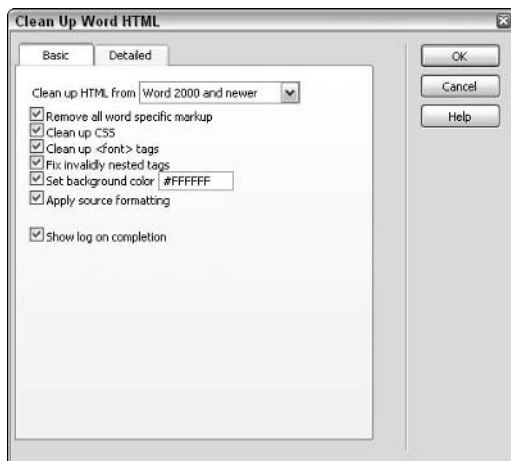 Clean Up Word HTML
Basic
Detailed
OK
Cancel
Help
Clean up HTML from Word 2000 and newer
Remove all word specific markup
Clean up CSS
Clean up <font> tags
Fix invalidly nested tags
Set background color #FFFFFF
Apply source formatting
Show log on completion